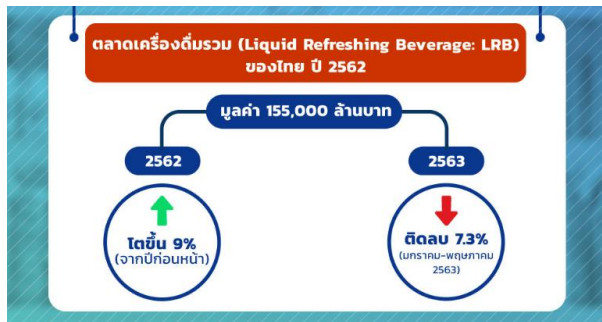 ตลาดเครื่องดื่มรวม (Liquid Refreshing Beverage: LRB)
ของไทย ปี 2562
มูลค่า 155,000 ล้านบาท
2562
โตขึ้น 9%
(จากปีก่อนหน้า)
2563
ติดลบ 7.3%
(มกราคม-พฤษภาคม
2563)